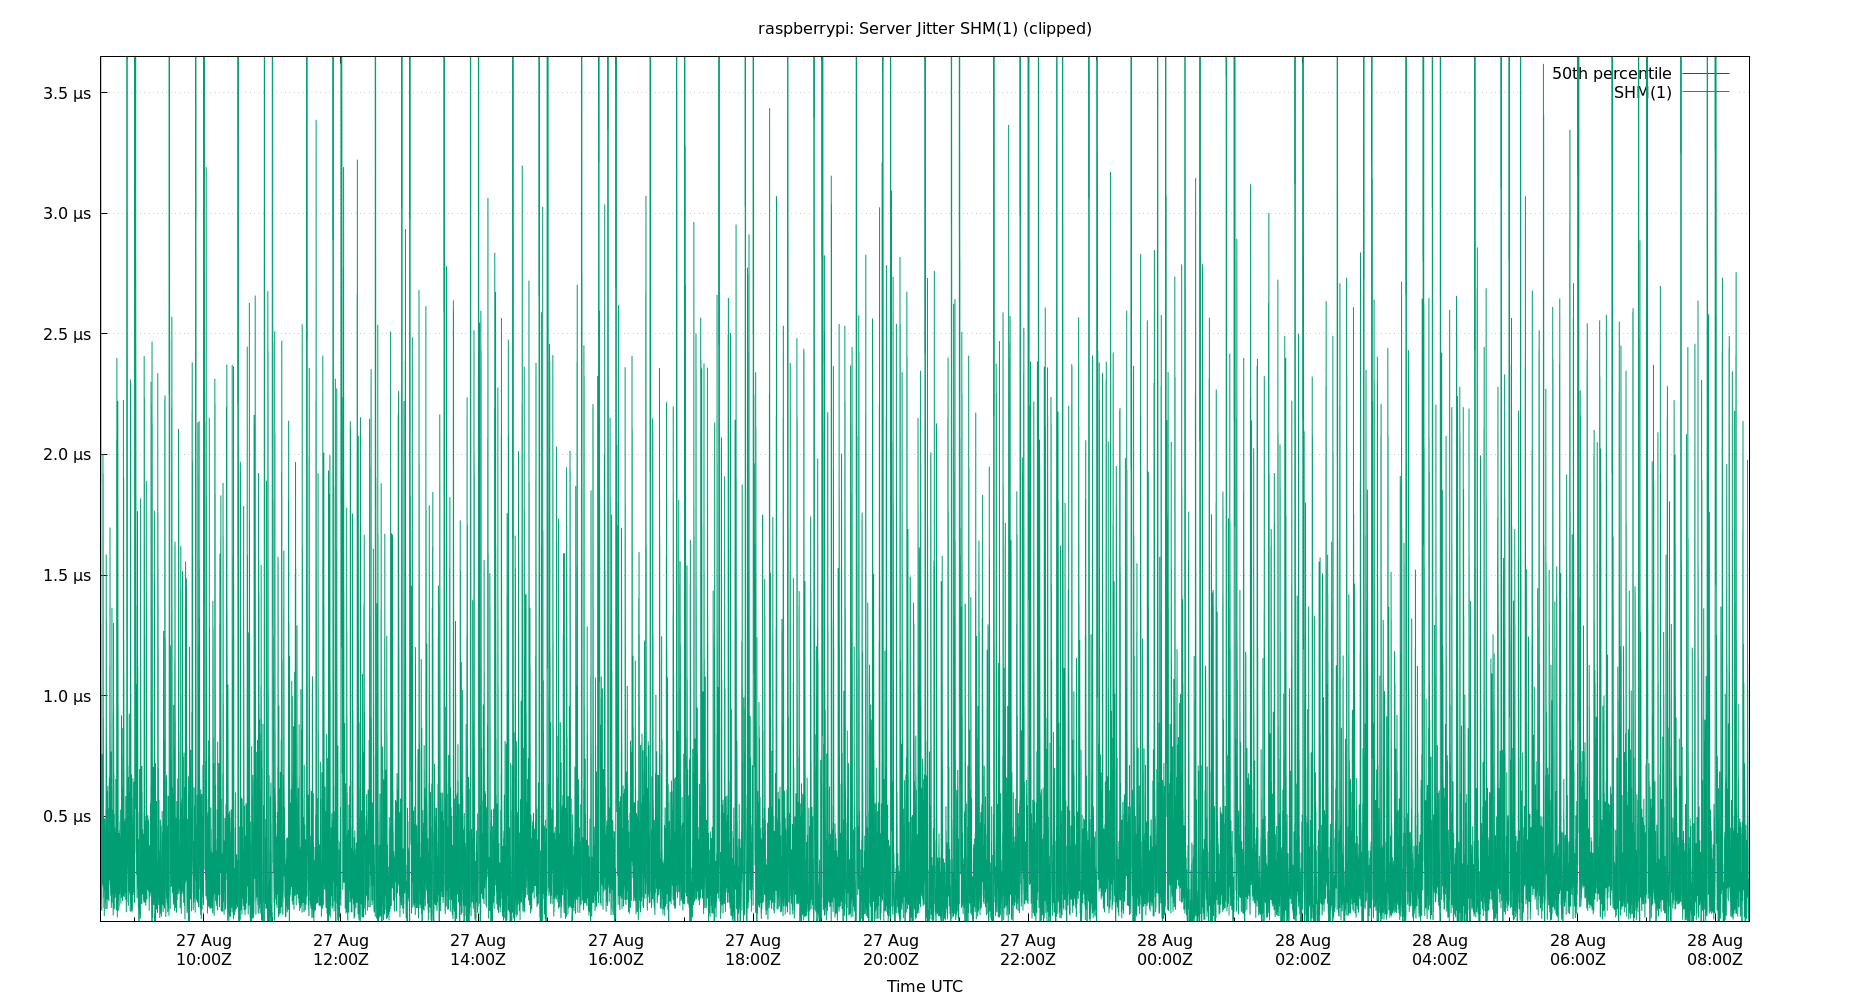 raspberrypi: Server Jitter SHM(1) (clipped)
50th percentile
SHM(1)
3.5 µs
3.0 µs
2.5 µs
2.0 µs
1.5 µs
1.0 µs
0.5 µs
27 Aug 27 Aug 27 Aug 27 Aug 27 Aug 27 Aug 27 Aug 28 Aug 28 Aug 28 Aug 28 Aug 28 Aug
10:00Z 12:00Z 14:00Z 16:00Z 18:00Z 20:00Z 22:00Z 00:00Z 02:00Z 04:00Z 06:00Z 08:00Z
Time UTC